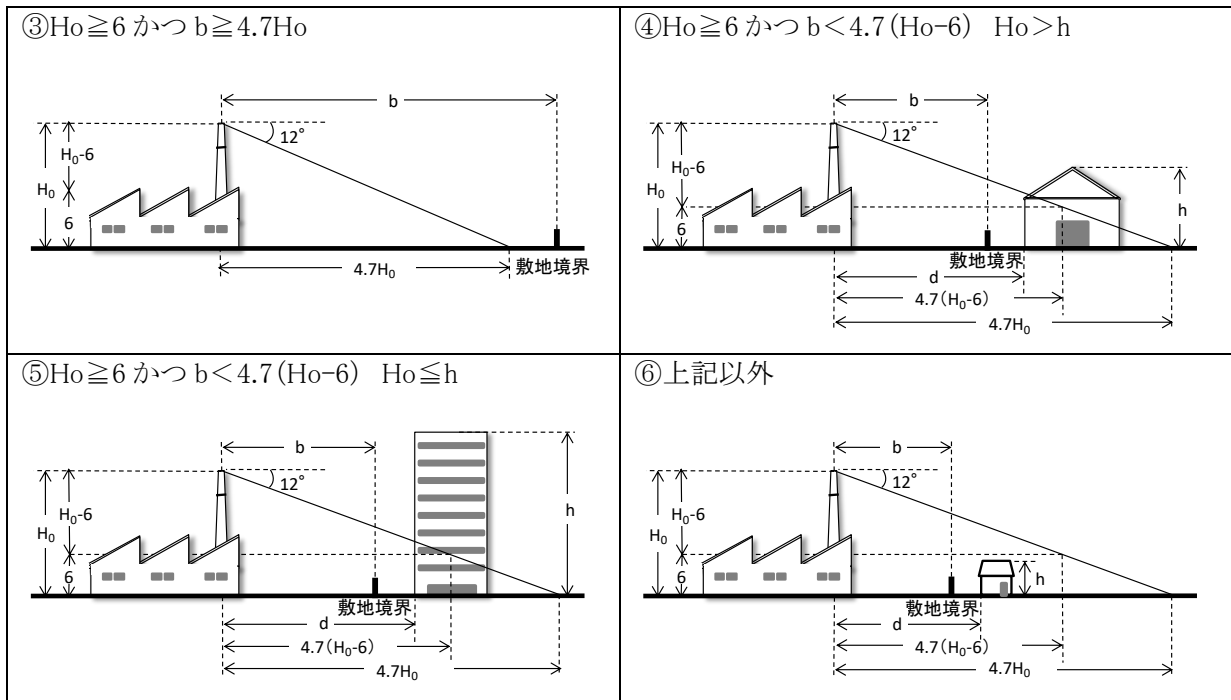 ③Ho≧6 かつ b≧4.7Ho
b
12°
H₀-6
H₀
6
4.7H₀
敷地境界
④Ho≧6 かつ b<4.7(Ho-6) Ho>h
b
12°
H₀-6
H₀
6
h
敷地境界
d
4.7(H₀-6)
4.7H₀
⑤Ho≧6 かつ b<4.7(Ho-6) Ho≦h
b
12°
H₀-6
H₀
6
h
敷地境界
d
4.7(H₀-6)
4.7H₀
⑥上記以外
b
12°
H₀-6
H₀
6
h
敷地境界
d
4.7(H₀-6)
4.7H₀